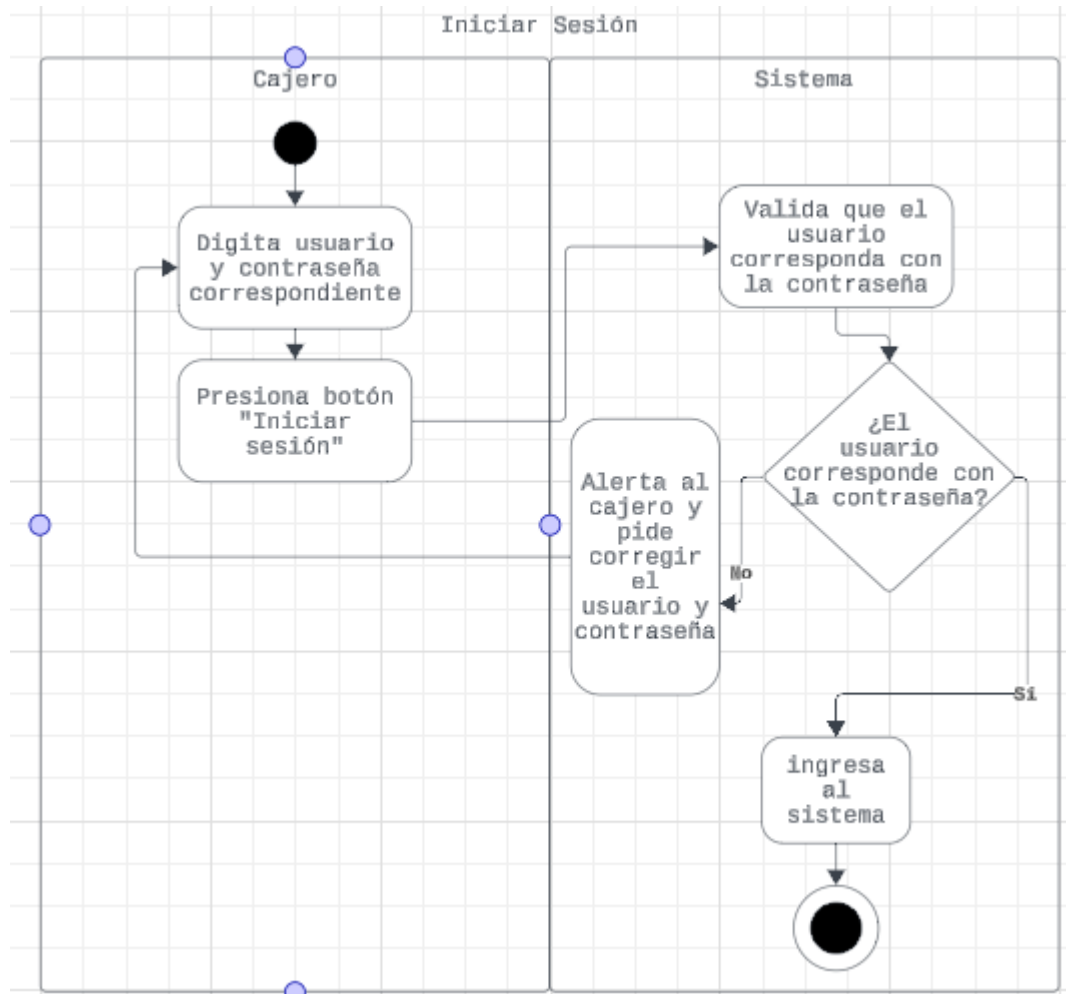 Iniciar Sesión
Cajero
Sistema
Digita usuario
y contraseña
correspondiente
Presiona botón
"Iniciar
sesión"
Valida que el
usuario
corresponda con
la contraseña
¿El
usuario
corresponde con
la contraseña?
Alerta al
cajero y
pide
corregir
el
usuario y
contraseña
No
Si
ingresa
al
sistema